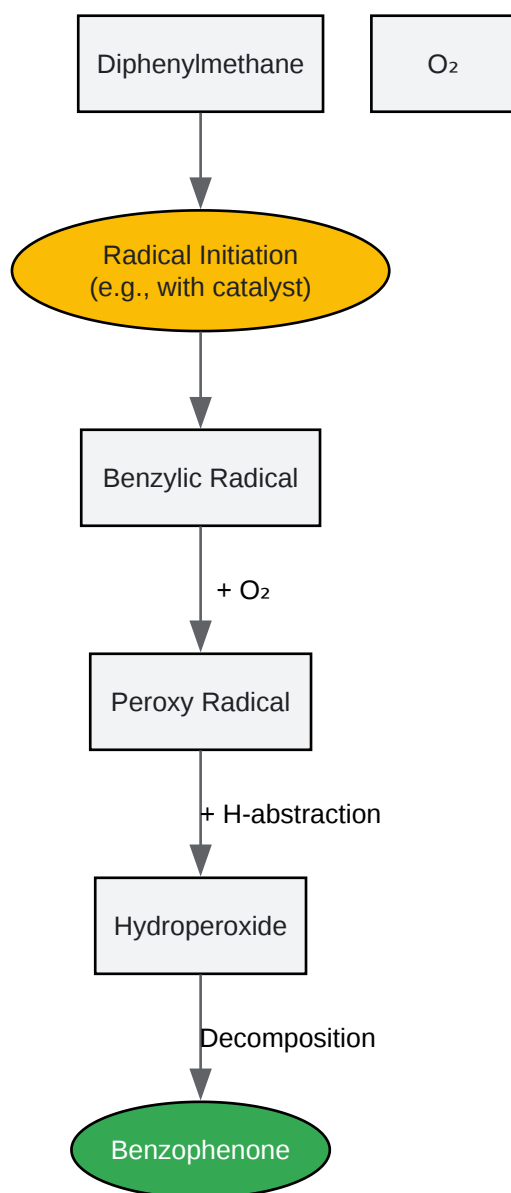 Diphenylmethane
O₂
Radical Initiation
(e.g., with catalyst)
Benzylic Radical
+ O₂
Peroxy Radical
+ H-abstraction
Hydroperoxide
Decomposition
Benzophenone